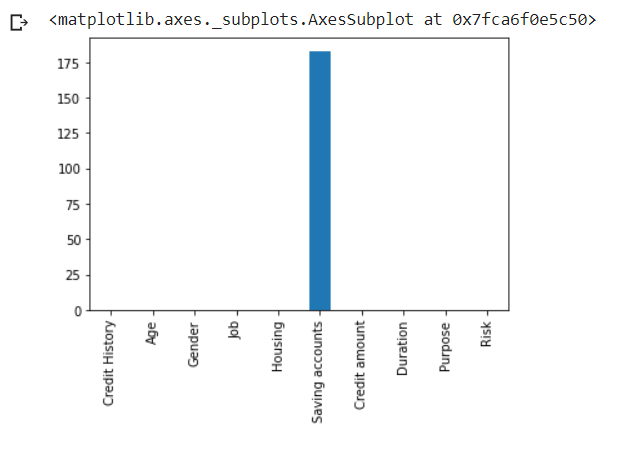 <matplotlib.axes._subplots.AxesSubplot at 0x7fca6f0e5c50>
175
150
125
100
75
50
25
0
Credit History
Age
Gender
Job
Housing
Saving accounts
Credit amount
Duration
Purpose
Risk